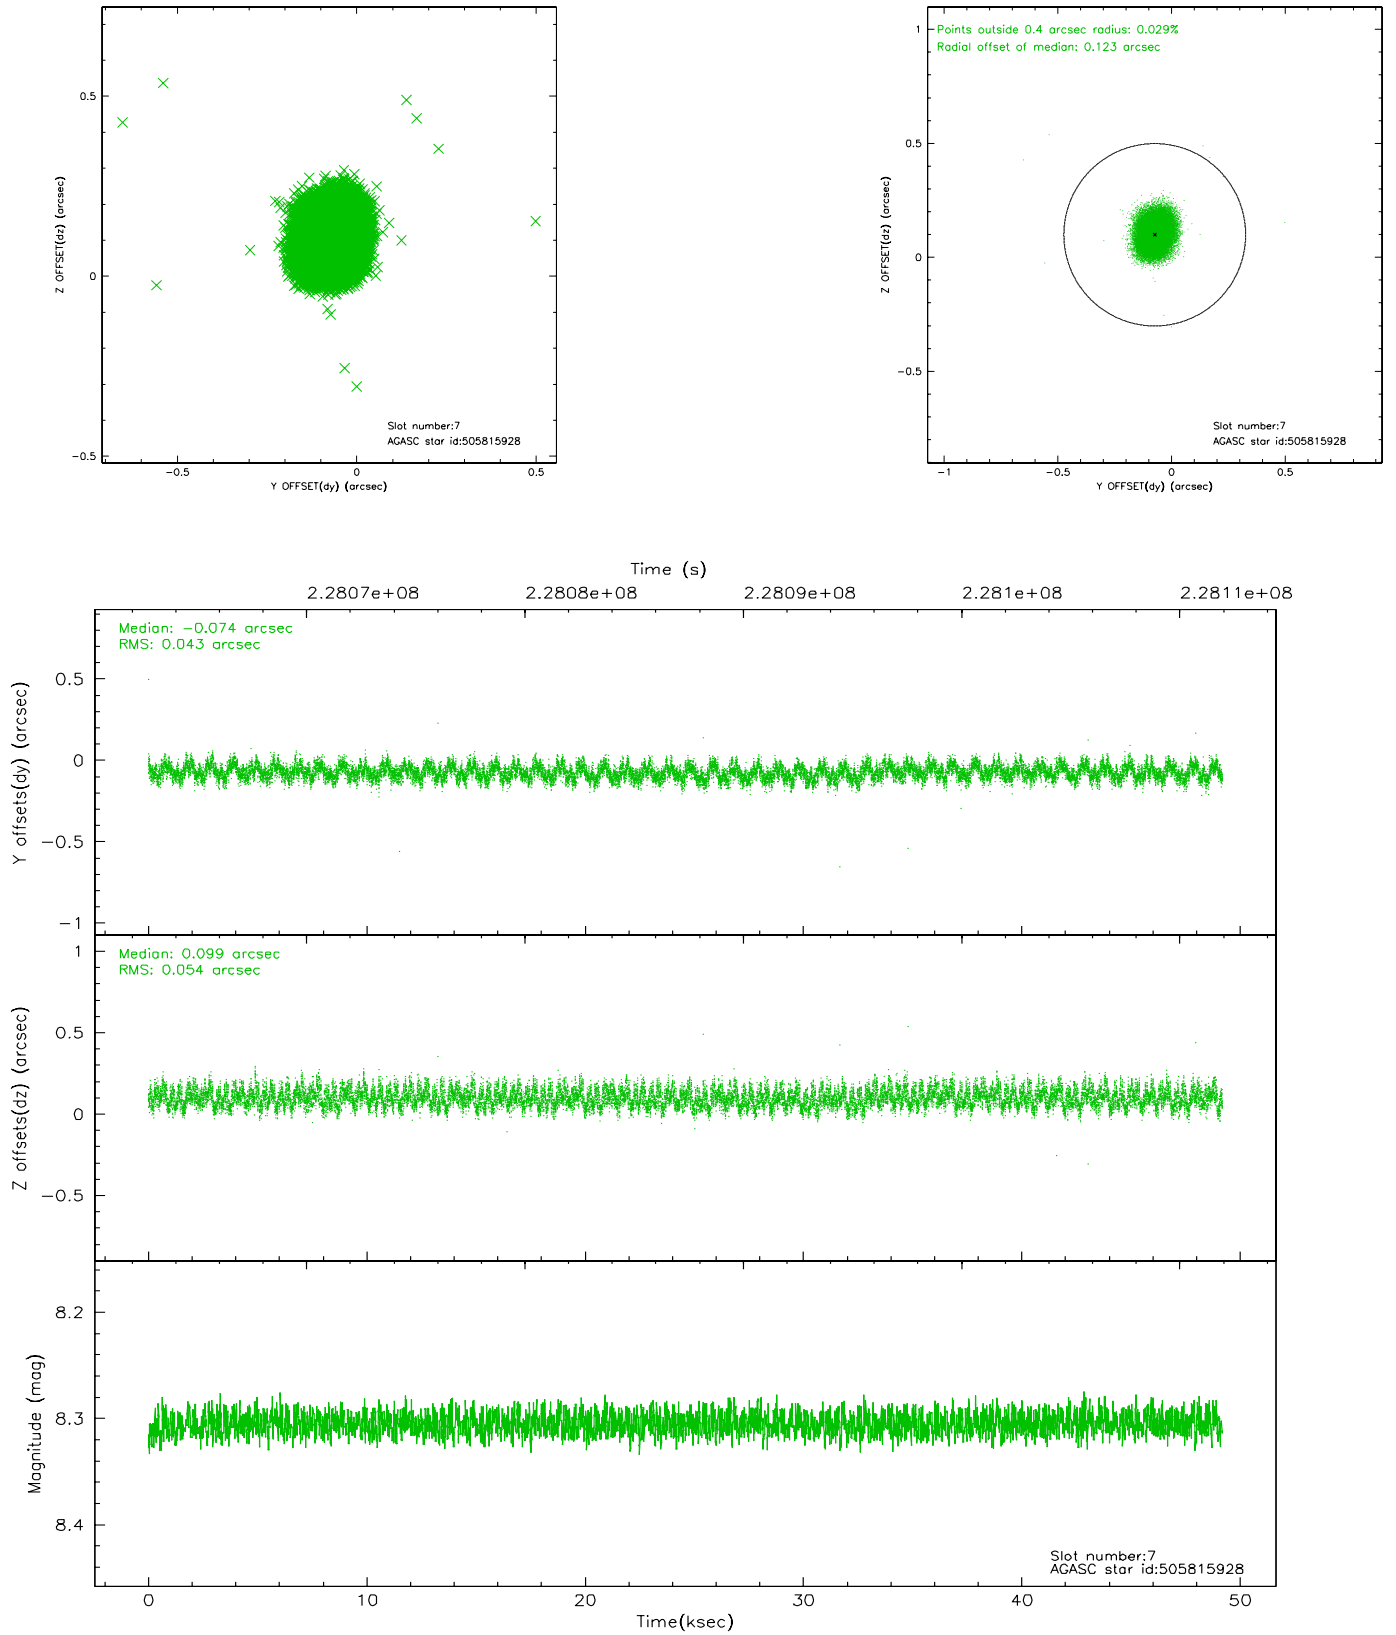 0.5
0
−0.5
Z OFFSET(dz) (arcsec)
Slot number:7
AGASC star id:505815928
−0.5
0
0.5
Y OFFSET(dy) (arcsec)
Points outside 0.4 arcsec radius: 0.029%
Radial offset of median: 0.123 arcsec
1
0.5
0
−0.5
Z OFFSET(dz) (arcsec)
Slot number:7
AGASC star id:505815928
−1
−0.5
0
0.5
Y OFFSET(dy) (arcsec)
Time (s)
2.2807e+08
2.2808e+08
2.2809e+08
2.281e+08
2.2811e+08
Median: −0.074 arcsec
RMS: 0.043 arcsec
0.5
0
−0.5
−1
Y offsets(dy) (arcsec)
Median: 0.099 arcsec
RMS: 0.054 arcsec
1
0.5
0
−0.5
Z offsets(dz) (arcsec)
8.2
8.3
8.4
Magnitude (mag)
Slot number:7
AGASC star id:505815928
0
10
20
30
40
50
Time(ksec)